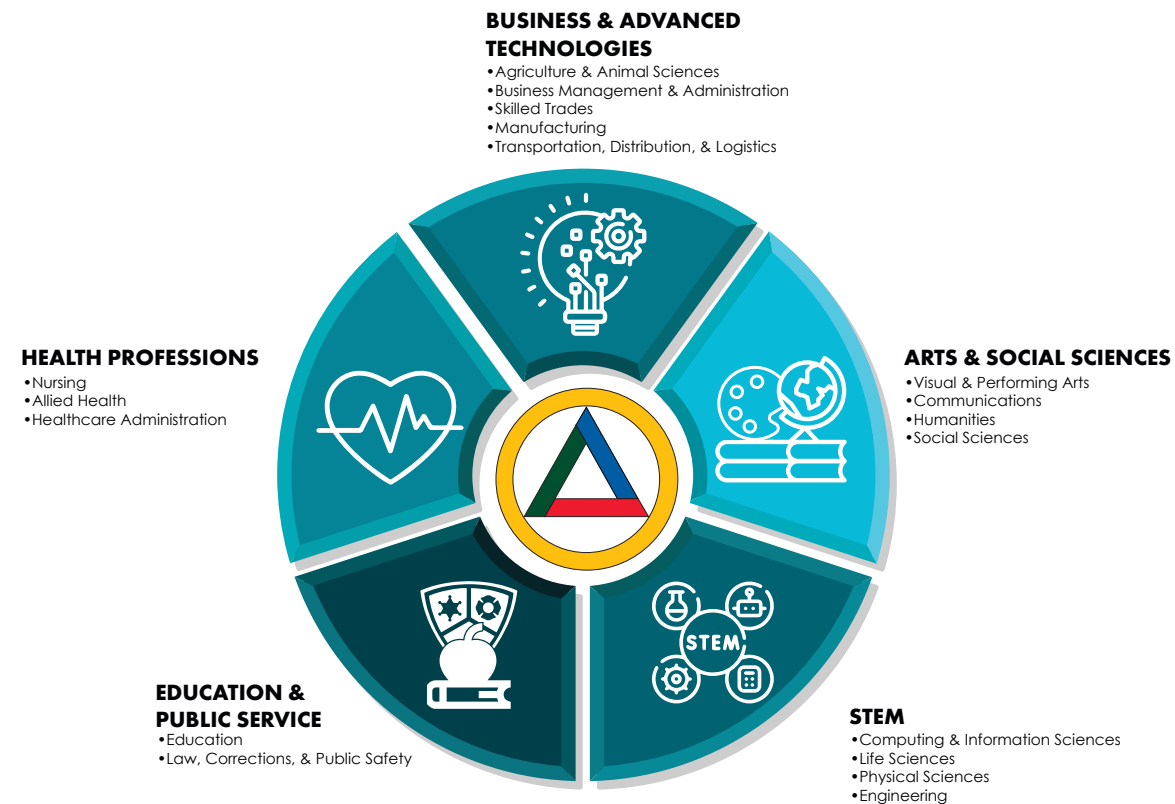 BUSINESS & ADVANCED
TECHNOLOGIES
•Agriculture & Animal Sciences
•Business Management & Administration
•Skilled Trades
•Manufacturing
•Transportation, Distribution, & Logistics
HEALTH PROFESSIONS
•Nursing
•Allied Health
•Healthcare Administration
ARTS & SOCIAL SCIENCES
•Visual & Performing Arts
•Communications
•Humanities
•Social Sciences
STEM
EDUCATION &
PUBLIC SERVICE
•Education
•Law, Corrections, & Public Safety
STEM
•Computing & Information Sciences
•Life Sciences
•Physical Sciences
•Engineering